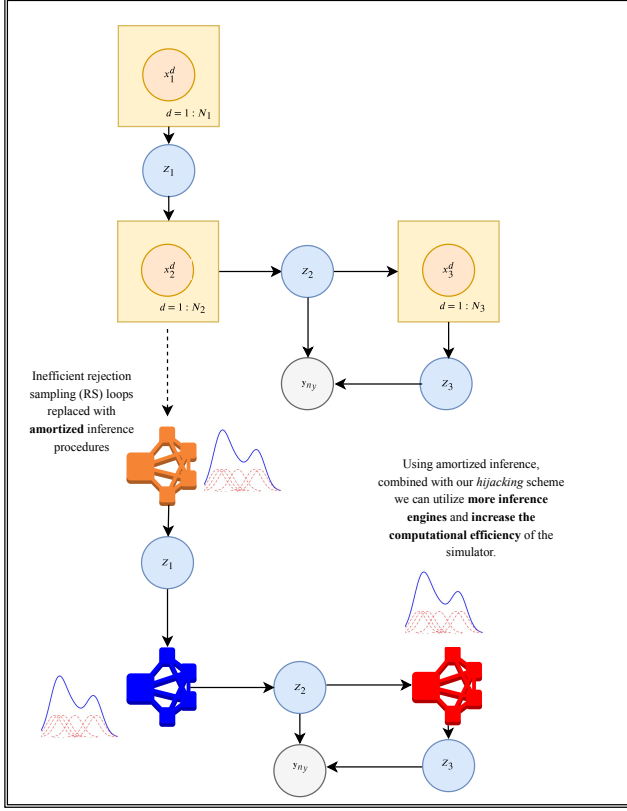 x_1^d
d = 1 : N_1
z_1
x_2^d
d = 1 : N_2
z_2
x_3^d
d = 1 : N_3
y_{n_y}
z_3
Inefficient rejection
sampling (RS) loops
replaced with
amortized inference
procedures
Using amortized inference,
combined with our hijacking scheme
we can utilize more inference
engines and increase the
computational efficiency of the
simulator.
z_1
z_2
y_{n_y}
z_3